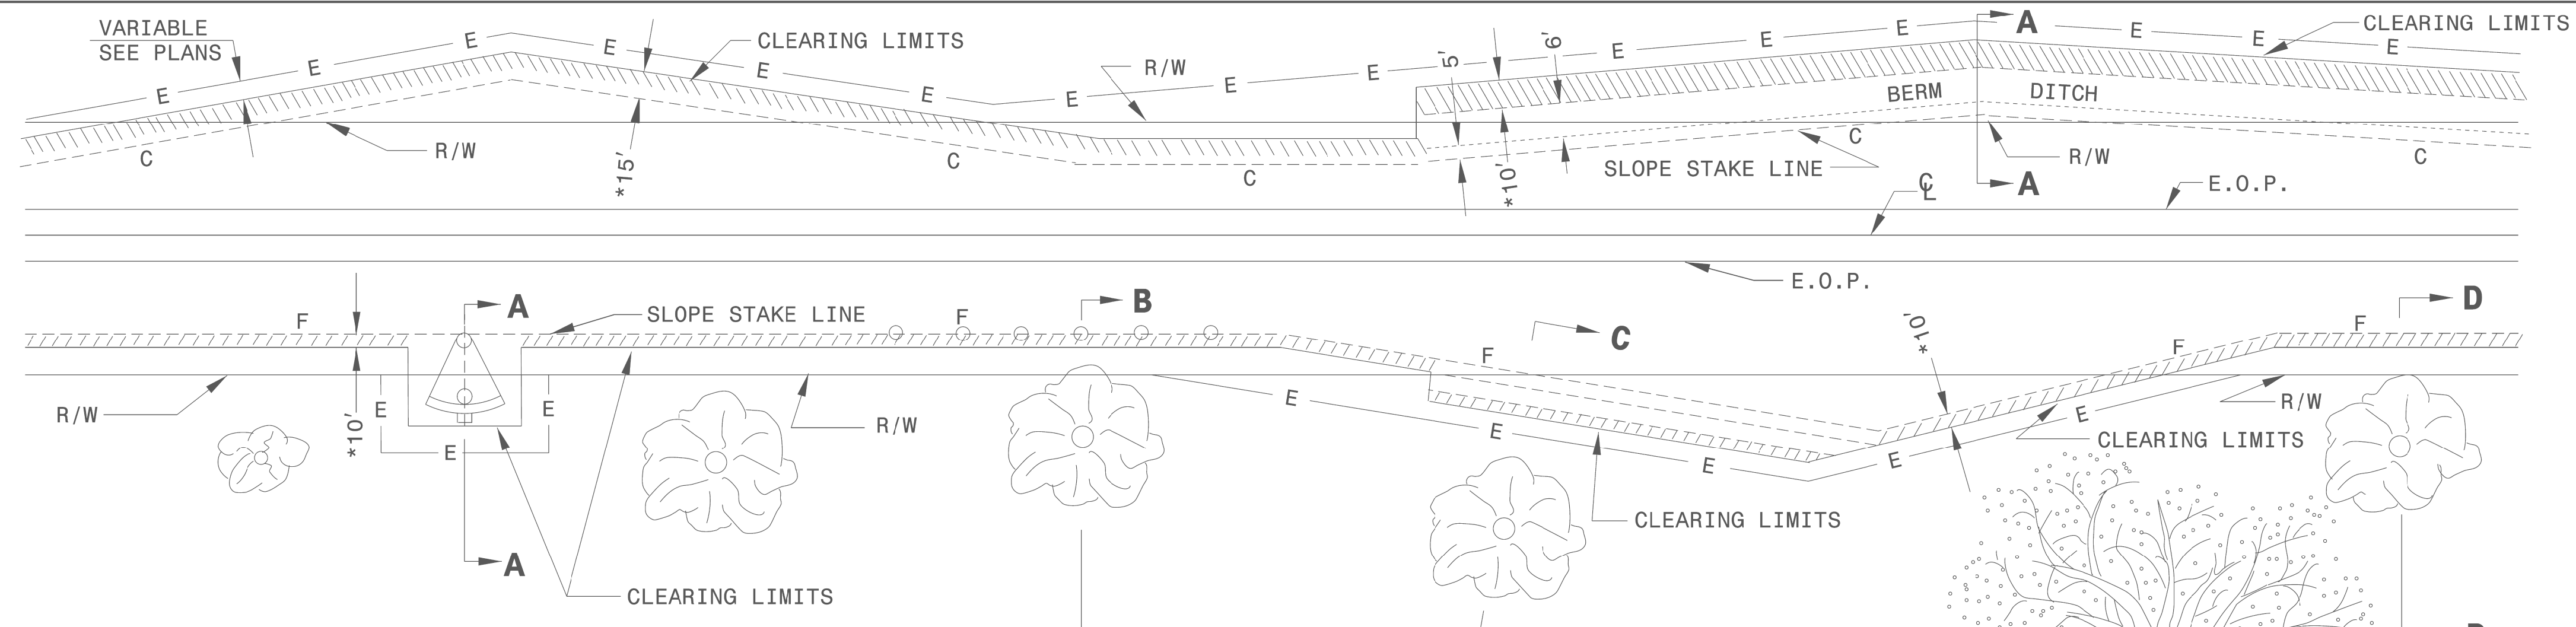 VARIABLE
SEE PLANS
E E E E E E E E E E E E E E E E
CLEARING LIMITS
R/W
5'
6'
A
CLEARING LIMITS
BERM DITCH
R/W
C C C C C
*15'
*10'
SLOPE STAKE LINE
R/W
A
CL
E.O.P.
E.O.P.
F
A
SLOPE STAKE LINE
F
B
C
*10'
F
D
F
F
R/W
*10'
E E E
R/W
E E E E E
R/W
CLEARING LIMITS
CLEARING LIMITS
A
CLEARING LIMITS